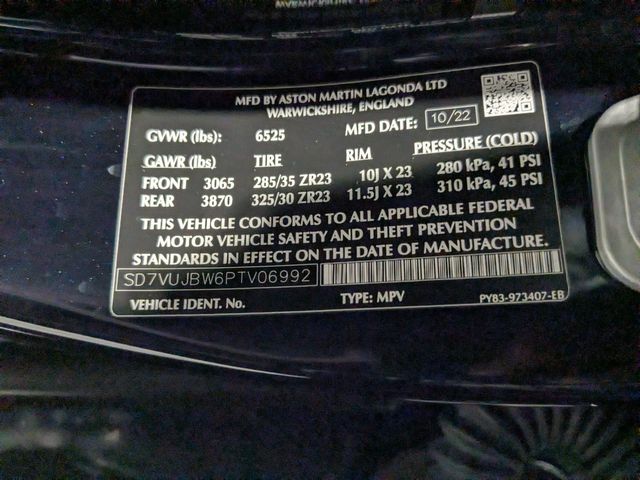 MFD BY ASTON MARTIN LAGONDA LTD
WARWICKSHIRE, ENGLAND
GVWR (lbs): 6525 MFD DATE: 10/22
GAWR (lbs) TIRE RIM PRESSURE (COLD)
FRONT 3065 285/35 ZR23 10J X 23 280 kPa, 41 PSI
REAR 3870 325/30 ZR23 11.5J X 23 310 kPa, 45 PSI
THIS VEHICLE CONFORMS TO ALL APPLICABLE FEDERAL
MOTOR VEHICLE SAFETY AND THEFT PREVENTION
STANDARDS IN EFFECT ON THE DATE OF MANUFACTURE
SD7VUJBW6PTV06992
VEHICLE IDENT. NO. TYPE: MPV PY83-973407-EB